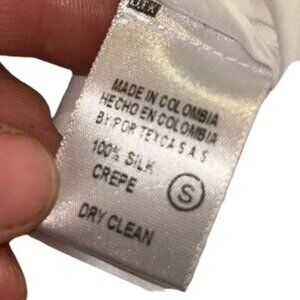 MADE IN COLOMBIA
HECHO EN COLOMBIA
BY PORTEXCA S A S
100% SILK
CREPE
S
DRY CLEAN